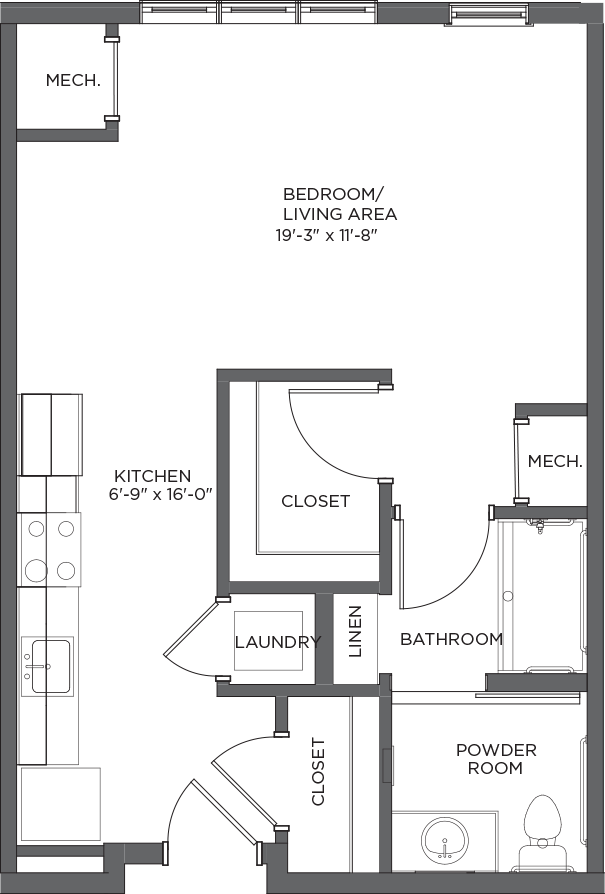 MECH.
BEDROOM/
LIVING AREA
19'-3" x 11'-8"
MECH.
KITCHEN
6'-9" x 16'-0"
CLOSET
LAUNDRY
LINEN
BATHROOM
CLOSET
POWDER
ROOM